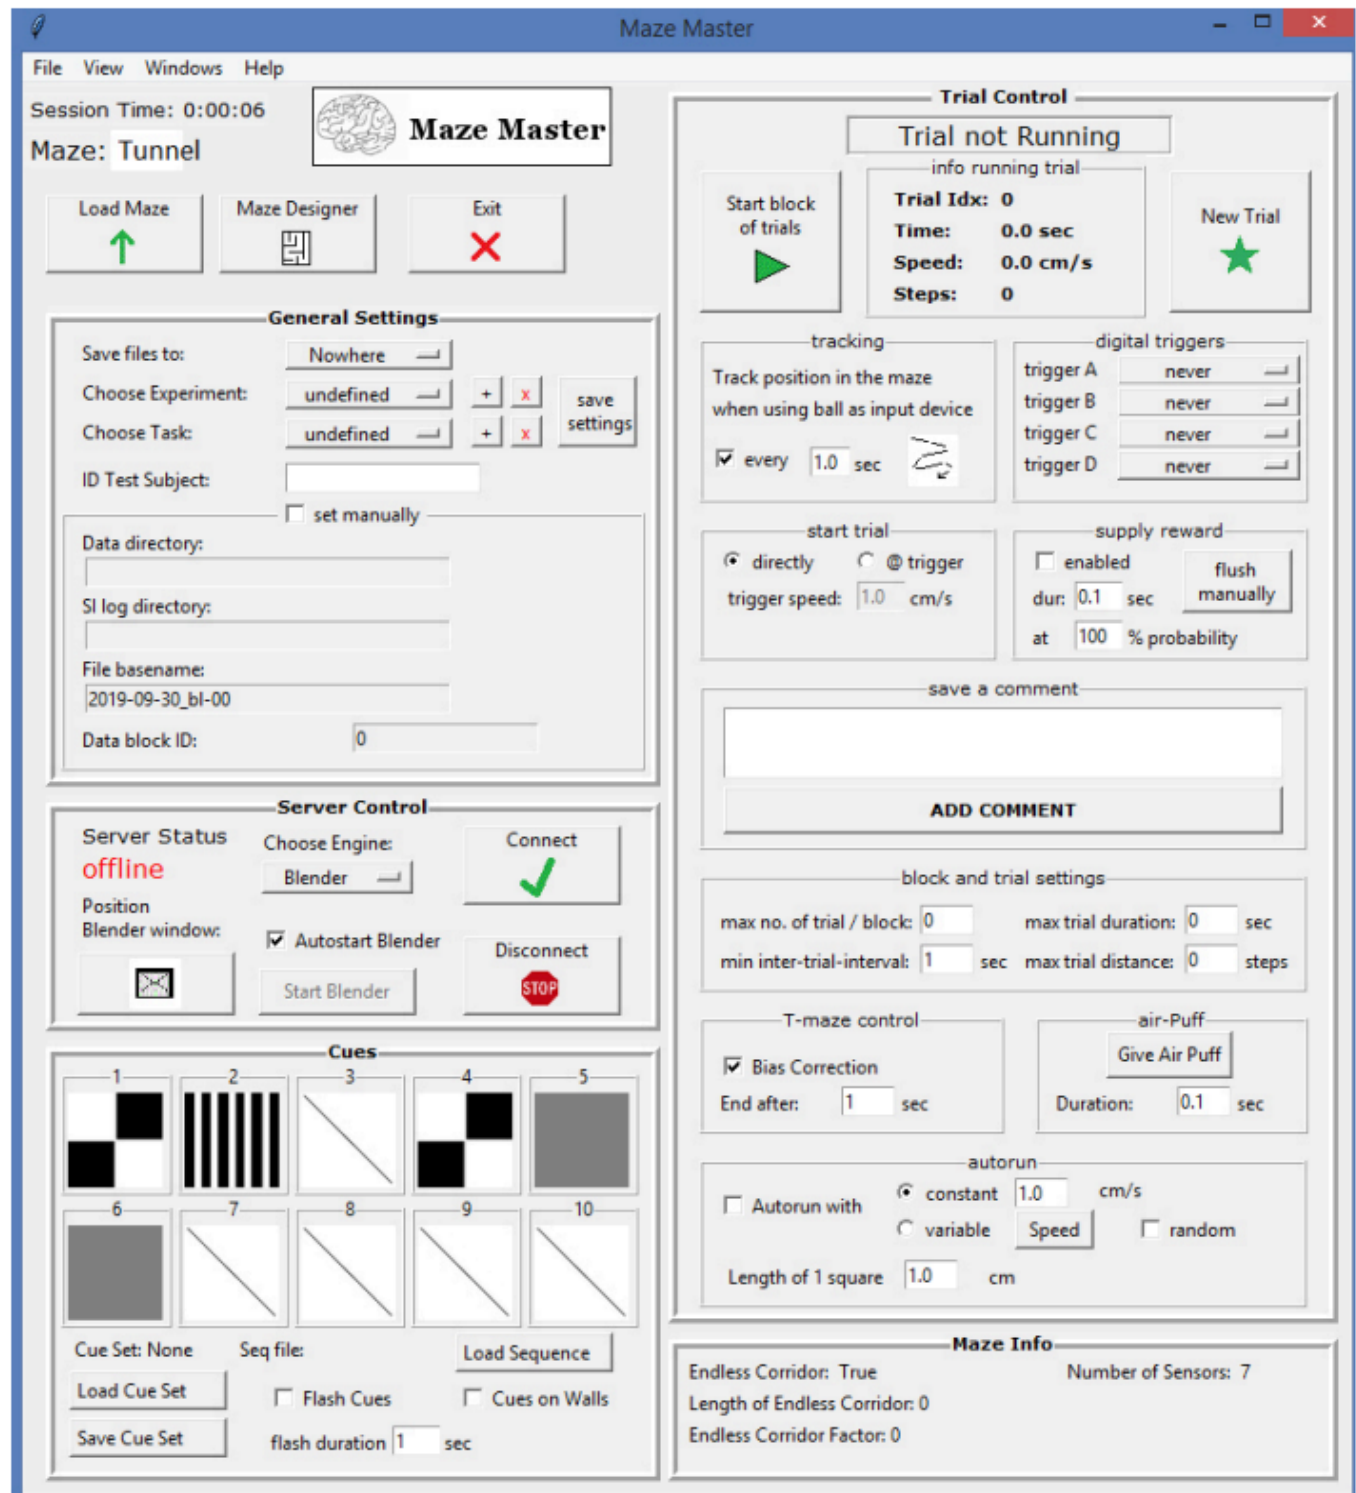 Maze Master
File View Windows Help
Session Time: 0:00:06
Maze: Tunnel
Maze Master
Load Maze
Maze Designer
Exit
General Settings
Save files to: Nowhere
Choose Experiment: undefined + x
Choose Task: undefined + x
save
settings
ID Test Subject:
set manually
Data directory:
SI log directory:
File basename:
2019-09-30_bl-00
Data block ID: 0
Server Control
Server Status
offline
Choose Engine:
Blender
Connect
Position
Blender window:
Autostart Blender
Start Blender
Disconnect
STOP
Cues
1 2 3 4 5
6 7 8 9 10
Cue Set: None Seq file: Load Sequence
Load Cue Set Flash Cues Cues on Walls
Save Cue Set flash duration 1 sec
Trial Control
Trial not Running
Start block
of trials
info running trial
Trial Idx: 0
Time: 0.0 sec
Speed: 0.0 cm/s
Steps: 0
New Trial
tracking
Track position in the maze
when using ball as input device
every 1.0 sec
digital triggers
trigger A never
trigger B never
trigger C never
trigger D never
start trial
directly @ trigger
trigger speed: 1.0 cm/s
supply reward
enabled
flush
manually
dur: 0.1 sec
at 100 % probability
save a comment
ADD COMMENT
block and trial settings
max no. of trial / block: 0 max trial duration: 0 sec
min inter-trial-interval: 1 sec max trial distance: 0 steps
T-maze control
Bias Correction
End after: 1 sec
air-Puff
Give Air Puff
Duration: 0.1 sec
autorun
Autorun with constant 1.0 cm/s
variable Speed random
Length of 1 square 1.0 cm
Maze Info
Endless Corridor: True Number of Sensors: 7
Length of Endless Corridor: 0
Endless Corridor Factor: 0